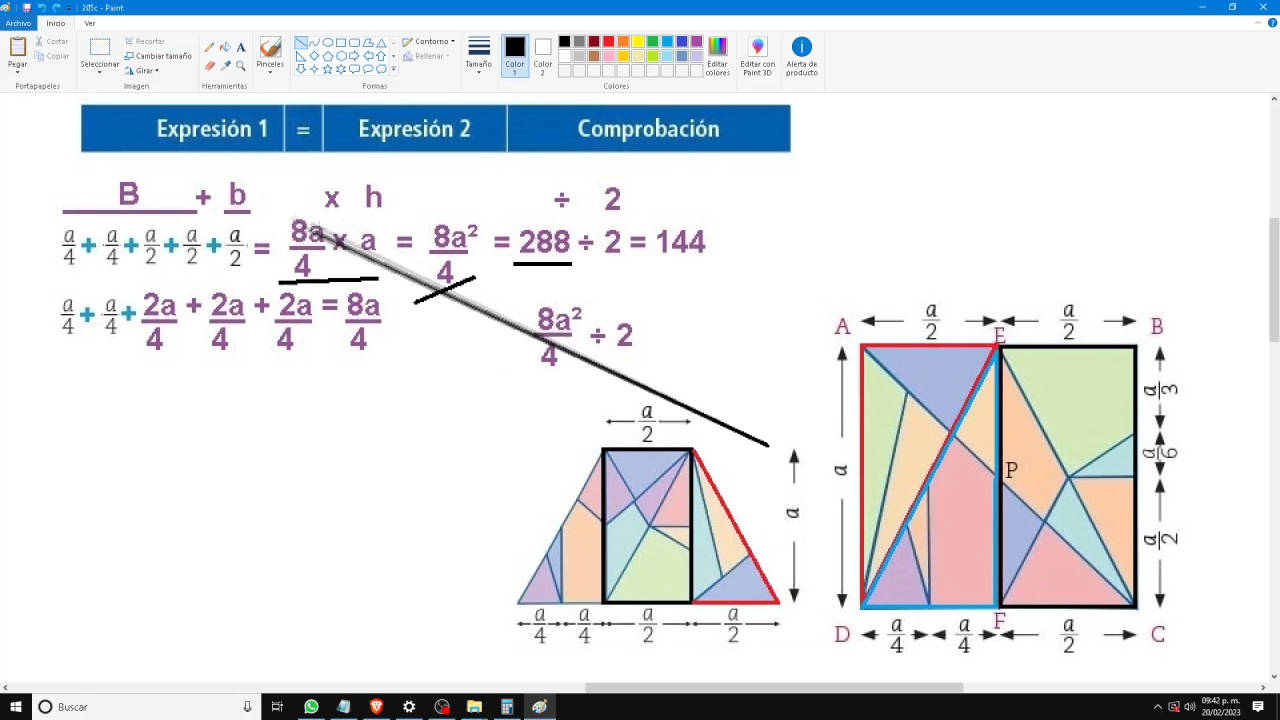 205c - Paint
Archivo Inicio Ver
Pegar
Cortar
Copiar
Portapapeles
Seleccionar
Recortar
Cambiar tamaño
Girar
Imagen
A
Herramientas
Pinceles
Contorno
Rellenar
Formas
Tamaño
Color 1
Color 2
Editar colores
Colores
Editar con Paint 3D
Alerta de producto
Expresión 1 = Expresión 2 Comprobación
B + b x h ÷ 2
a/4 + a/4 + a/2 + a/2 + a/2 = 8a/4 x a = 8a²/4 = 288 ÷ 2 = 144
a/4 + a/4 + 2a/4 + 2a/4 + 2a/4 = 8a/4
8a²/4 ÷ 2
a/2
a
a/4 a/4 a/2 a/2
A a/2 E a/2 B
a
P
a/3
a/6
a/2
D a/4 a/4 F a/2 C
Buscar
09:42 p. m.
20/02/2023